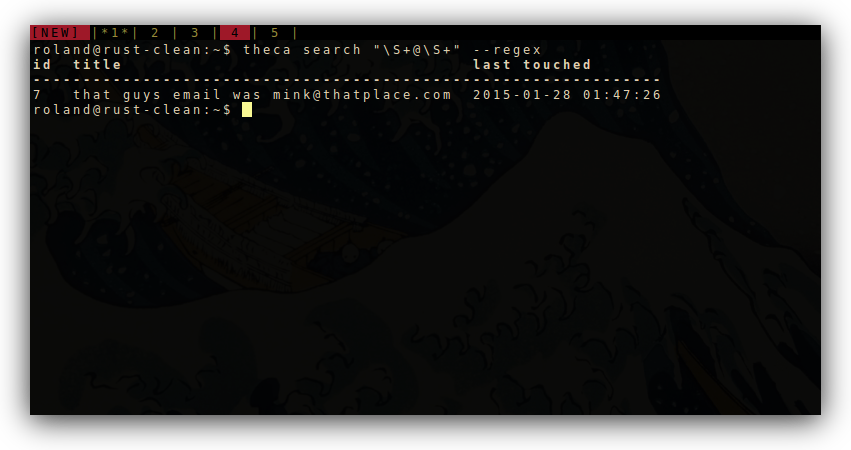 [NEW] |*1*| 2 | 3 | 4 | 5 |
roland@rust-clean:~$ theca search "\S+@\S+" --regex
id  title                                   last touched
---------------------------------------------------------------
7   that guys email was mink@thatplace.com  2015-01-28 01:47:26
roland@rust-clean:~$